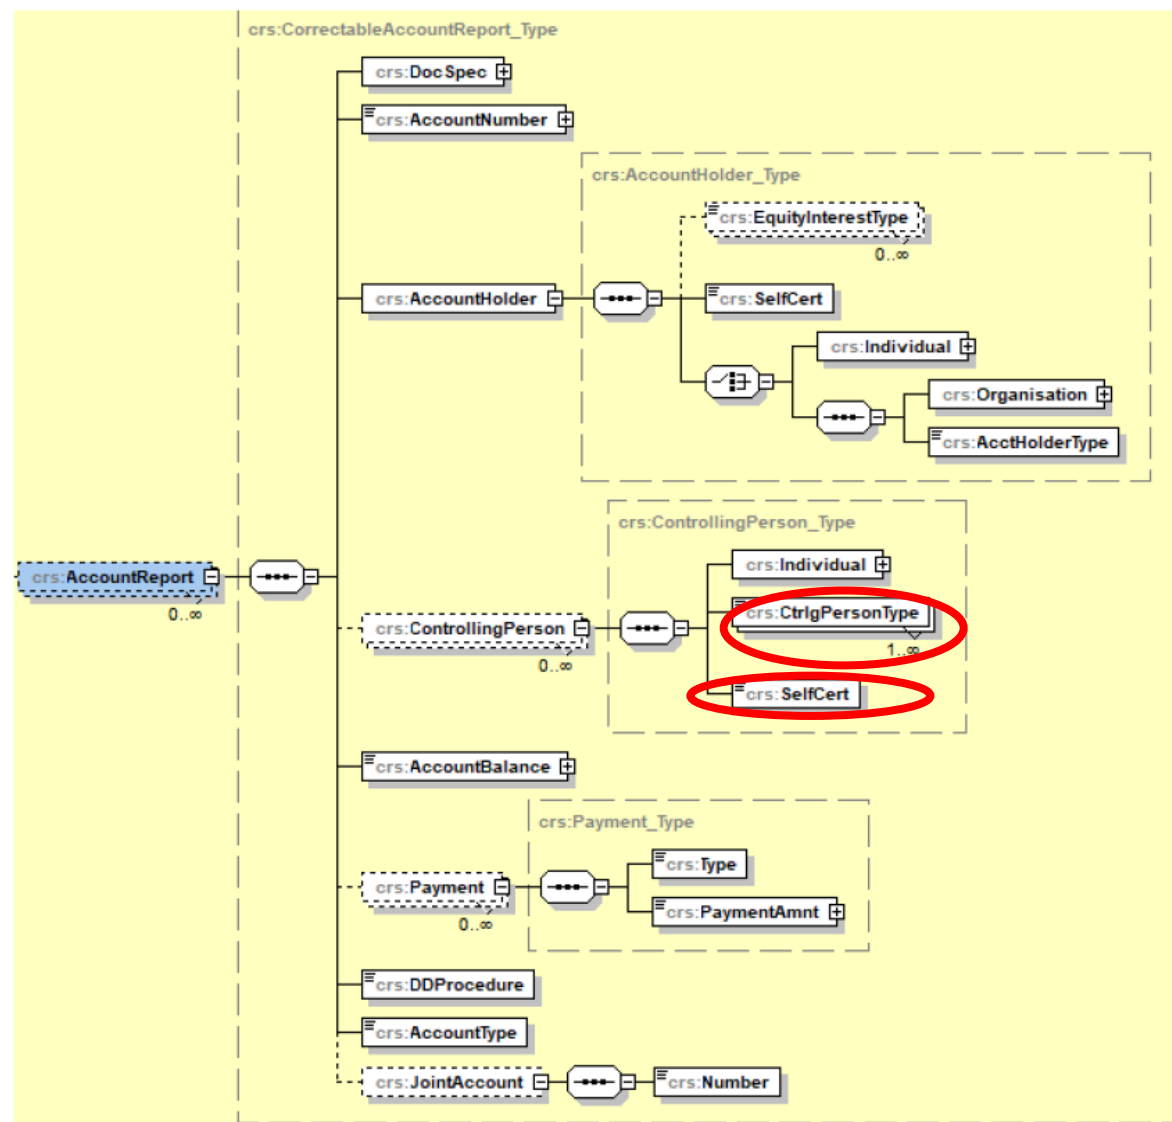 crs:CorrectableAccountReport_Type
crs:DocSpec
crs:AccountNumber
crs:AccountHolder_Type
crs:EquityInterestType
0..∞
crs:AccountHolder
crs:SelfCert
crs:Individual
crs:Organisation
crs:AcctHolderType
crs:ControllingPerson_Type
crs:Individual
crs:AccountReport
0..∞
crs:CtrlgPersonType
1..∞
crs:ControllingPerson
0..∞
crs:SelfCert
crs:AccountBalance
crs:Payment_Type
crs:Type
crs:Payment
0..∞
crs:PaymentAmnt
crs:DDProcedure
crs:AccountType
crs:JointAccount
crs:Number